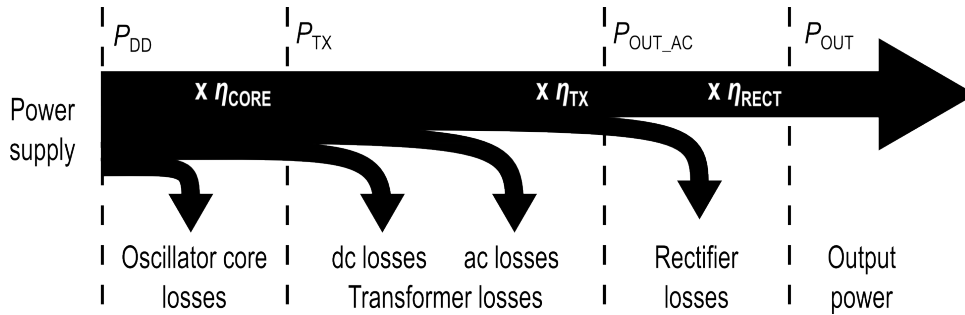 P_DD
P_TX
P_OUT_AC
P_OUT
x η_CORE
x η_TX
x η_RECT
Power
supply
Oscillator core
losses
dc losses
ac losses
Transformer losses
Rectifier
losses
Output
power